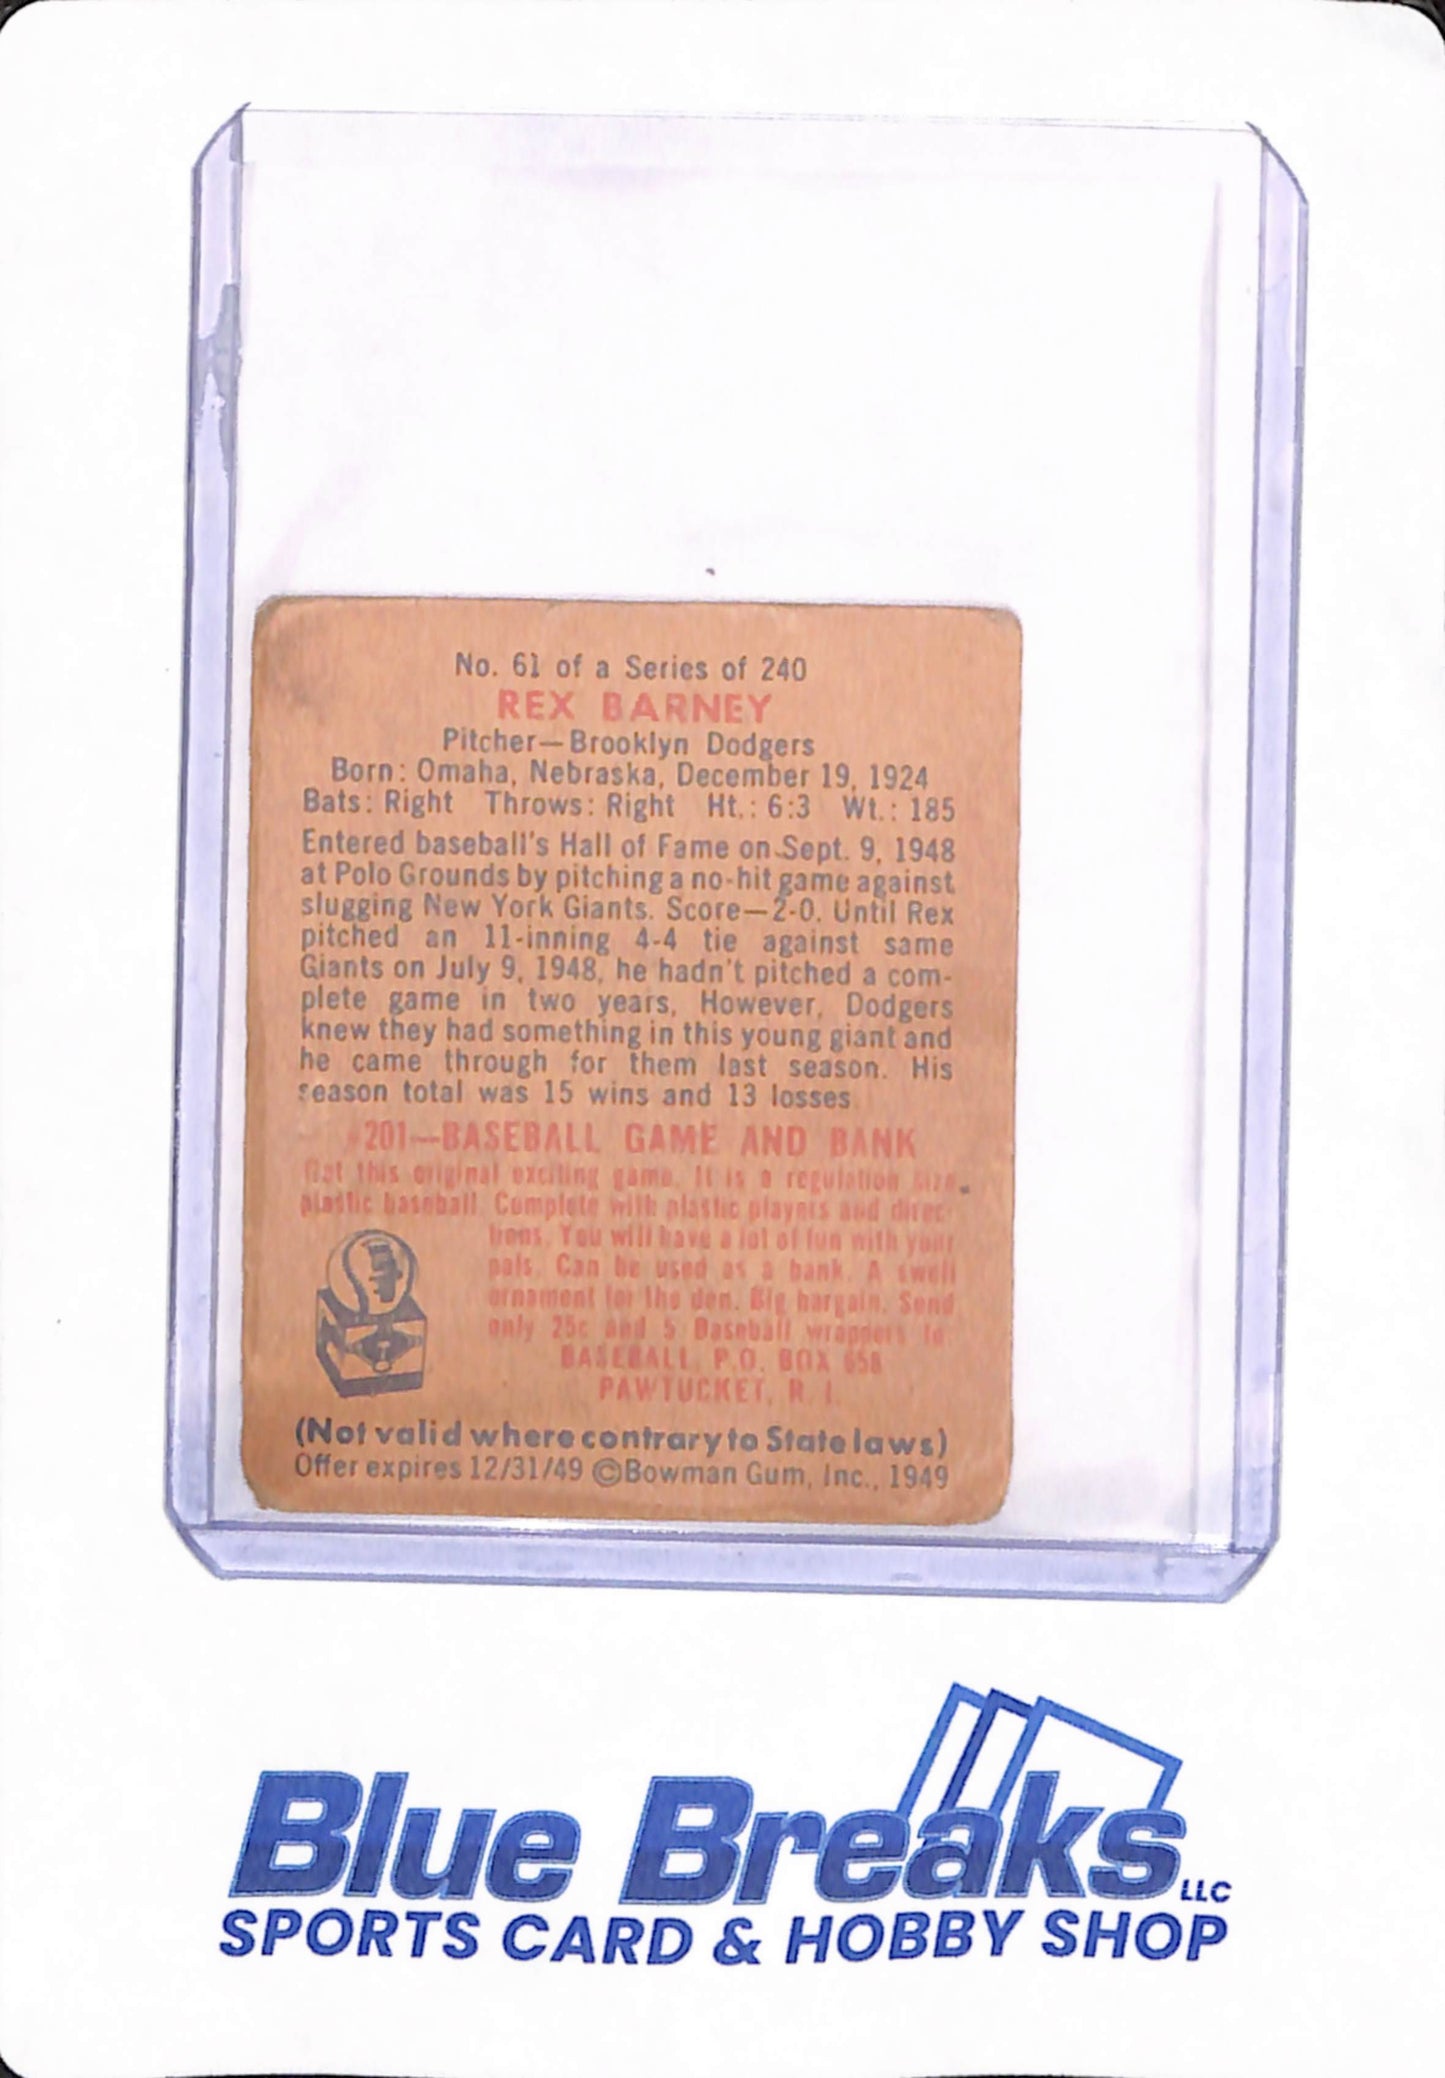 No. 61 of a Series of 240
REX BARNEY
Pitcher—Brooklyn Dodgers
Born: Omaha, Nebraska, December 19, 1924
Bats: Right Throws: Right Ht.: 6:3 Wt.: 185
Entered baseball's Hall of Fame on Sept. 9, 1948
at Polo Grounds by pitching a no-hit game against
slugging New York Giants. Score—2-0. Until Rex
pitched an 11-inning 4-4 tie against same
Giants on July 9, 1948, he hadn't pitched a com-
plete game in two years. However, Dodgers
knew they had something in this young giant and
he came through for them last season. His
season total was 15 wins and 13 losses
#201—BASEBALL GAME AND BANK
Get this original exciting game. It is a regulation size
plastic baseball. Complete with plastic players and direc-
tions. You will have a lot of fun with your
pals. Can be used as a bank. A swell
ornament for the den. Big bargain. Send
only 25c and 5 Baseball wrappers to
BASEBALL, P.O. BOX 658
PAWTUCKET, R. I.
(Not valid where contrary to State laws)
Offer expires 12/31/49 ©Bowman Gum, Inc., 1949
Blue Breaks LLC
SPORTS CARD & HOBBY SHOP